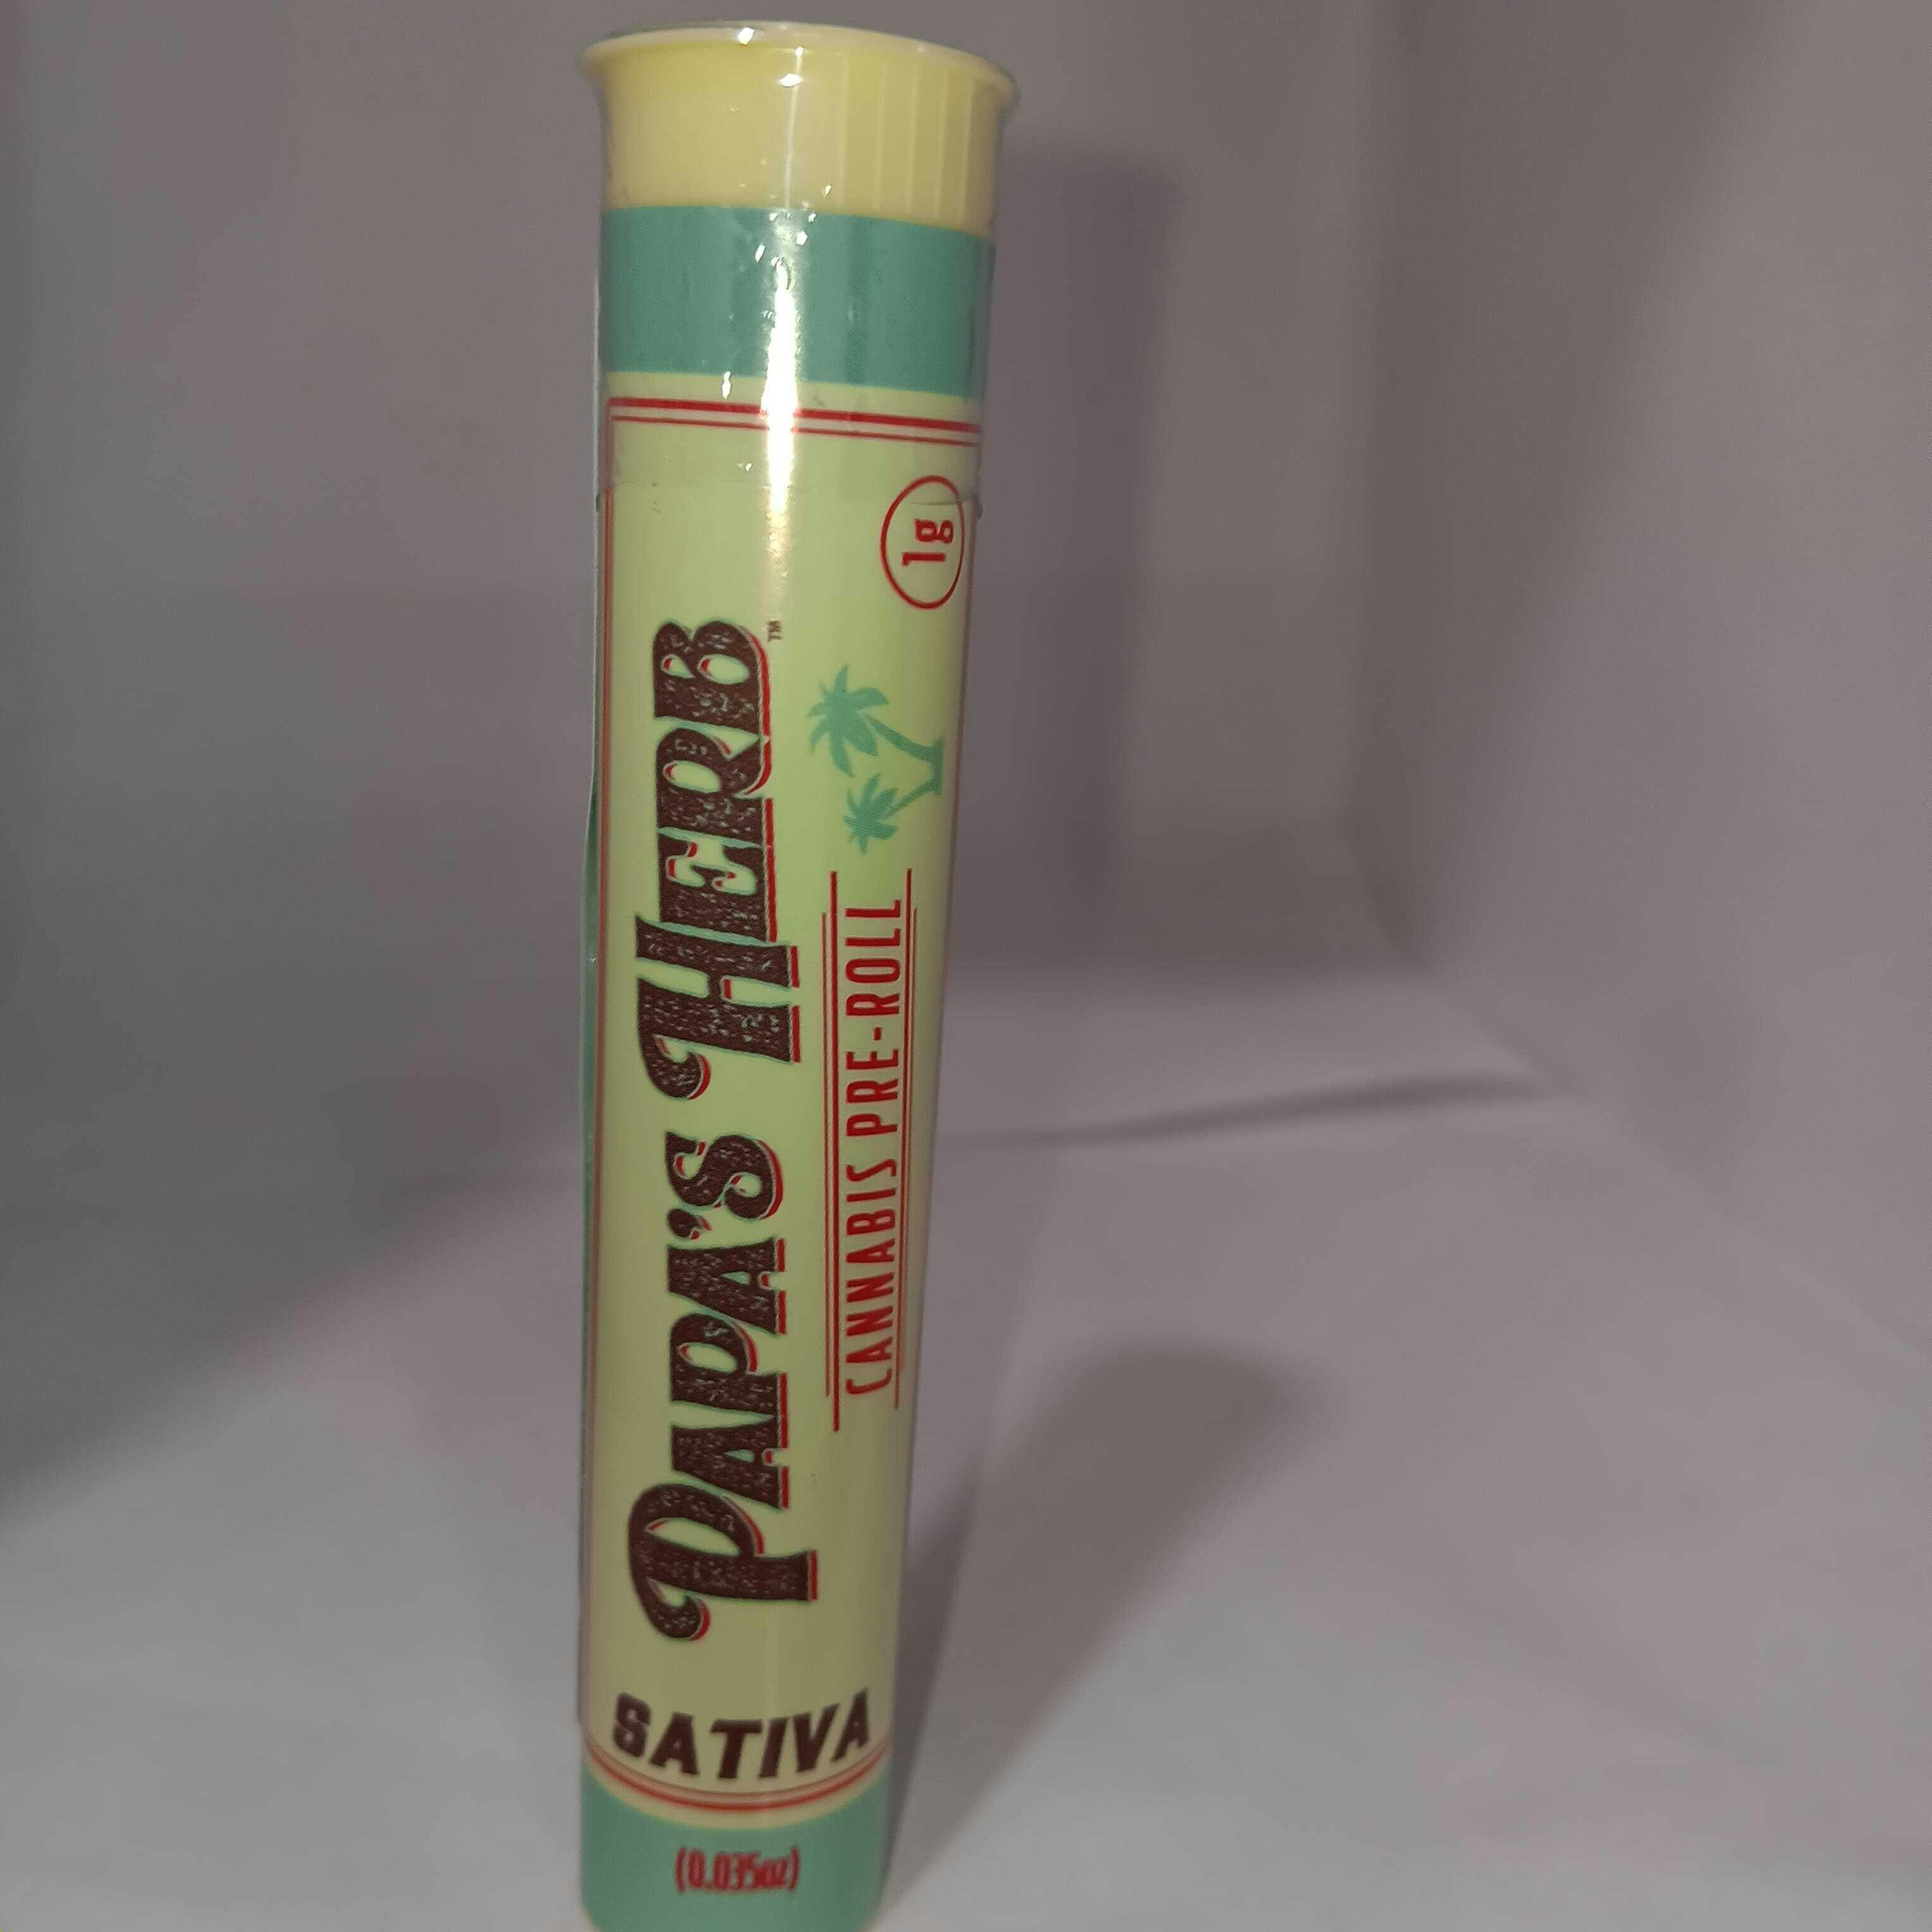 1g
PAPA'S HERB™
CANNABIS PRE-ROLL
SATIVA
(0.035oz)